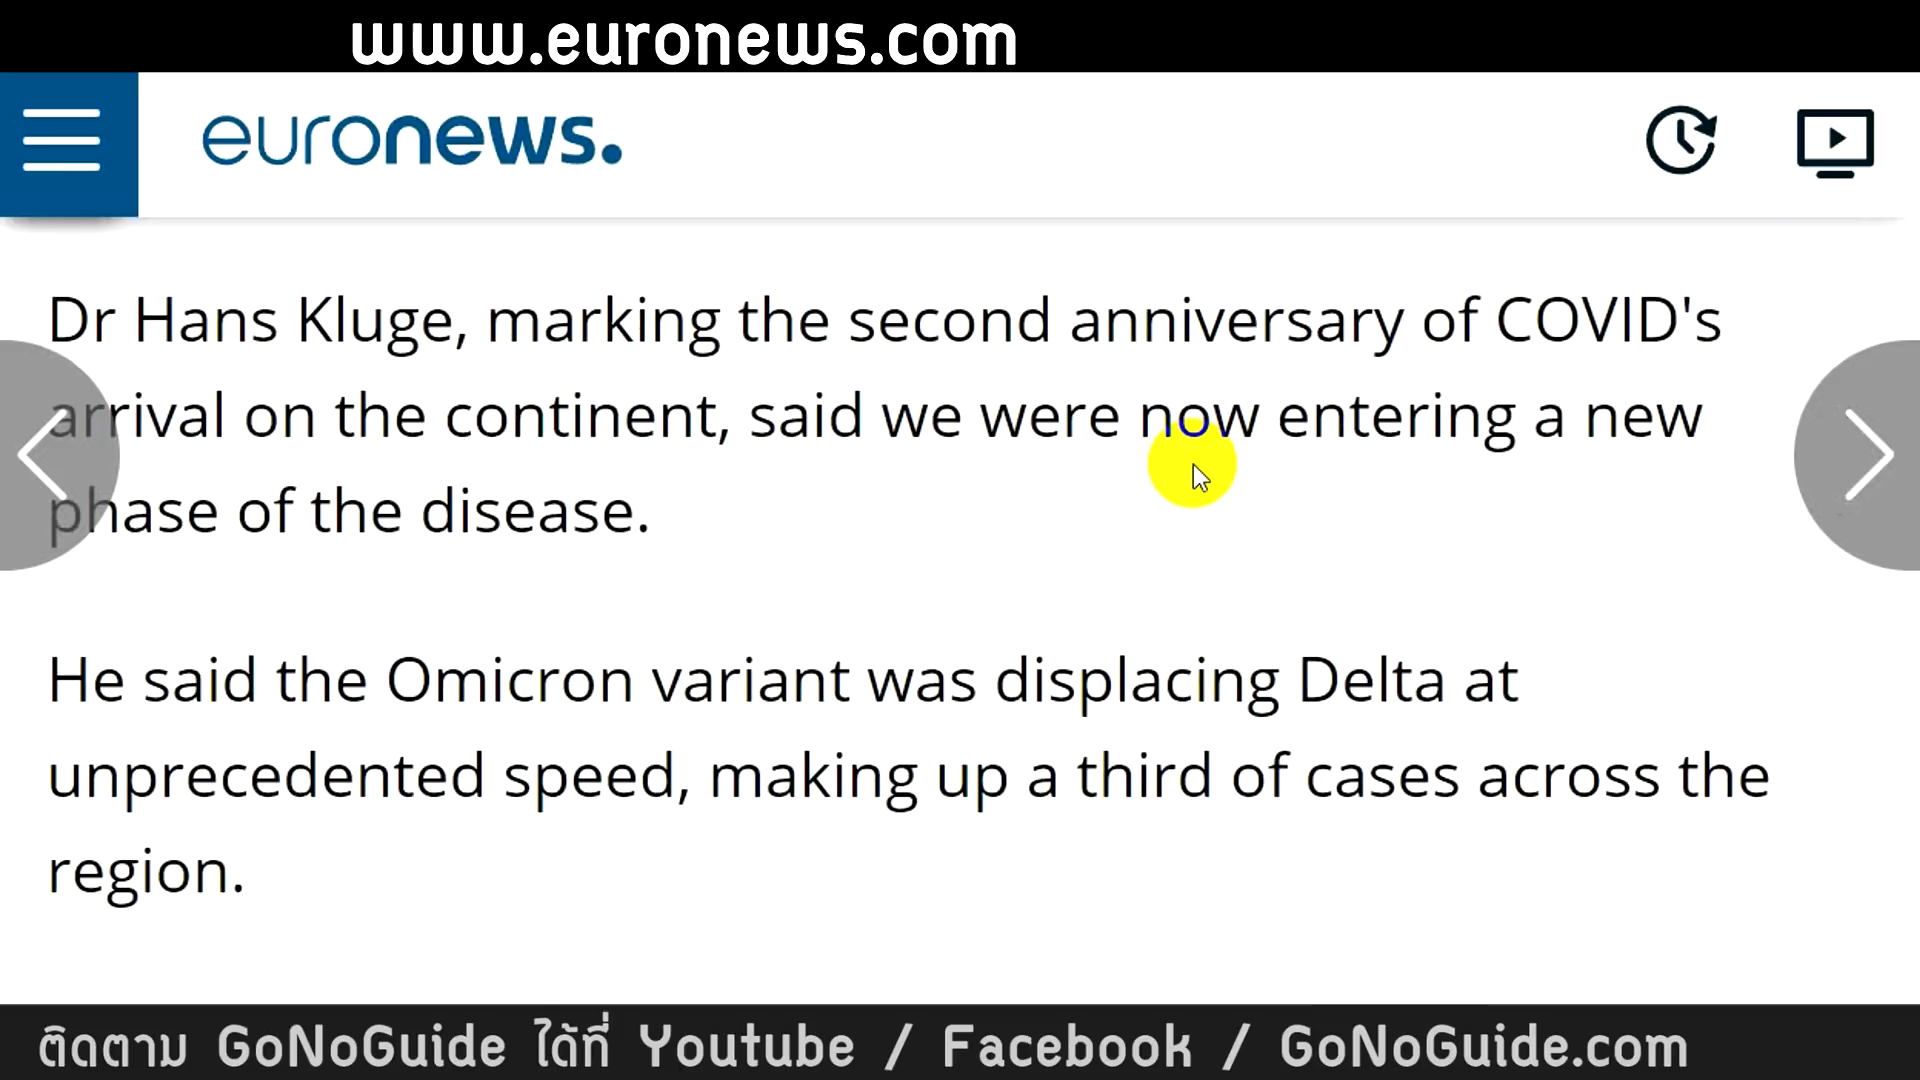 www.euronews.com
euronews.
Dr Hans Kluge, marking the second anniversary of COVID's
arrival on the continent, said we were now entering a new
phase of the disease.
He said the Omicron variant was displacing Delta at
unprecedented speed, making up a third of cases across the
region.
ติดตาม GoNoGuide ได้ที่ Youtube / Facebook / GoNoGuide.com